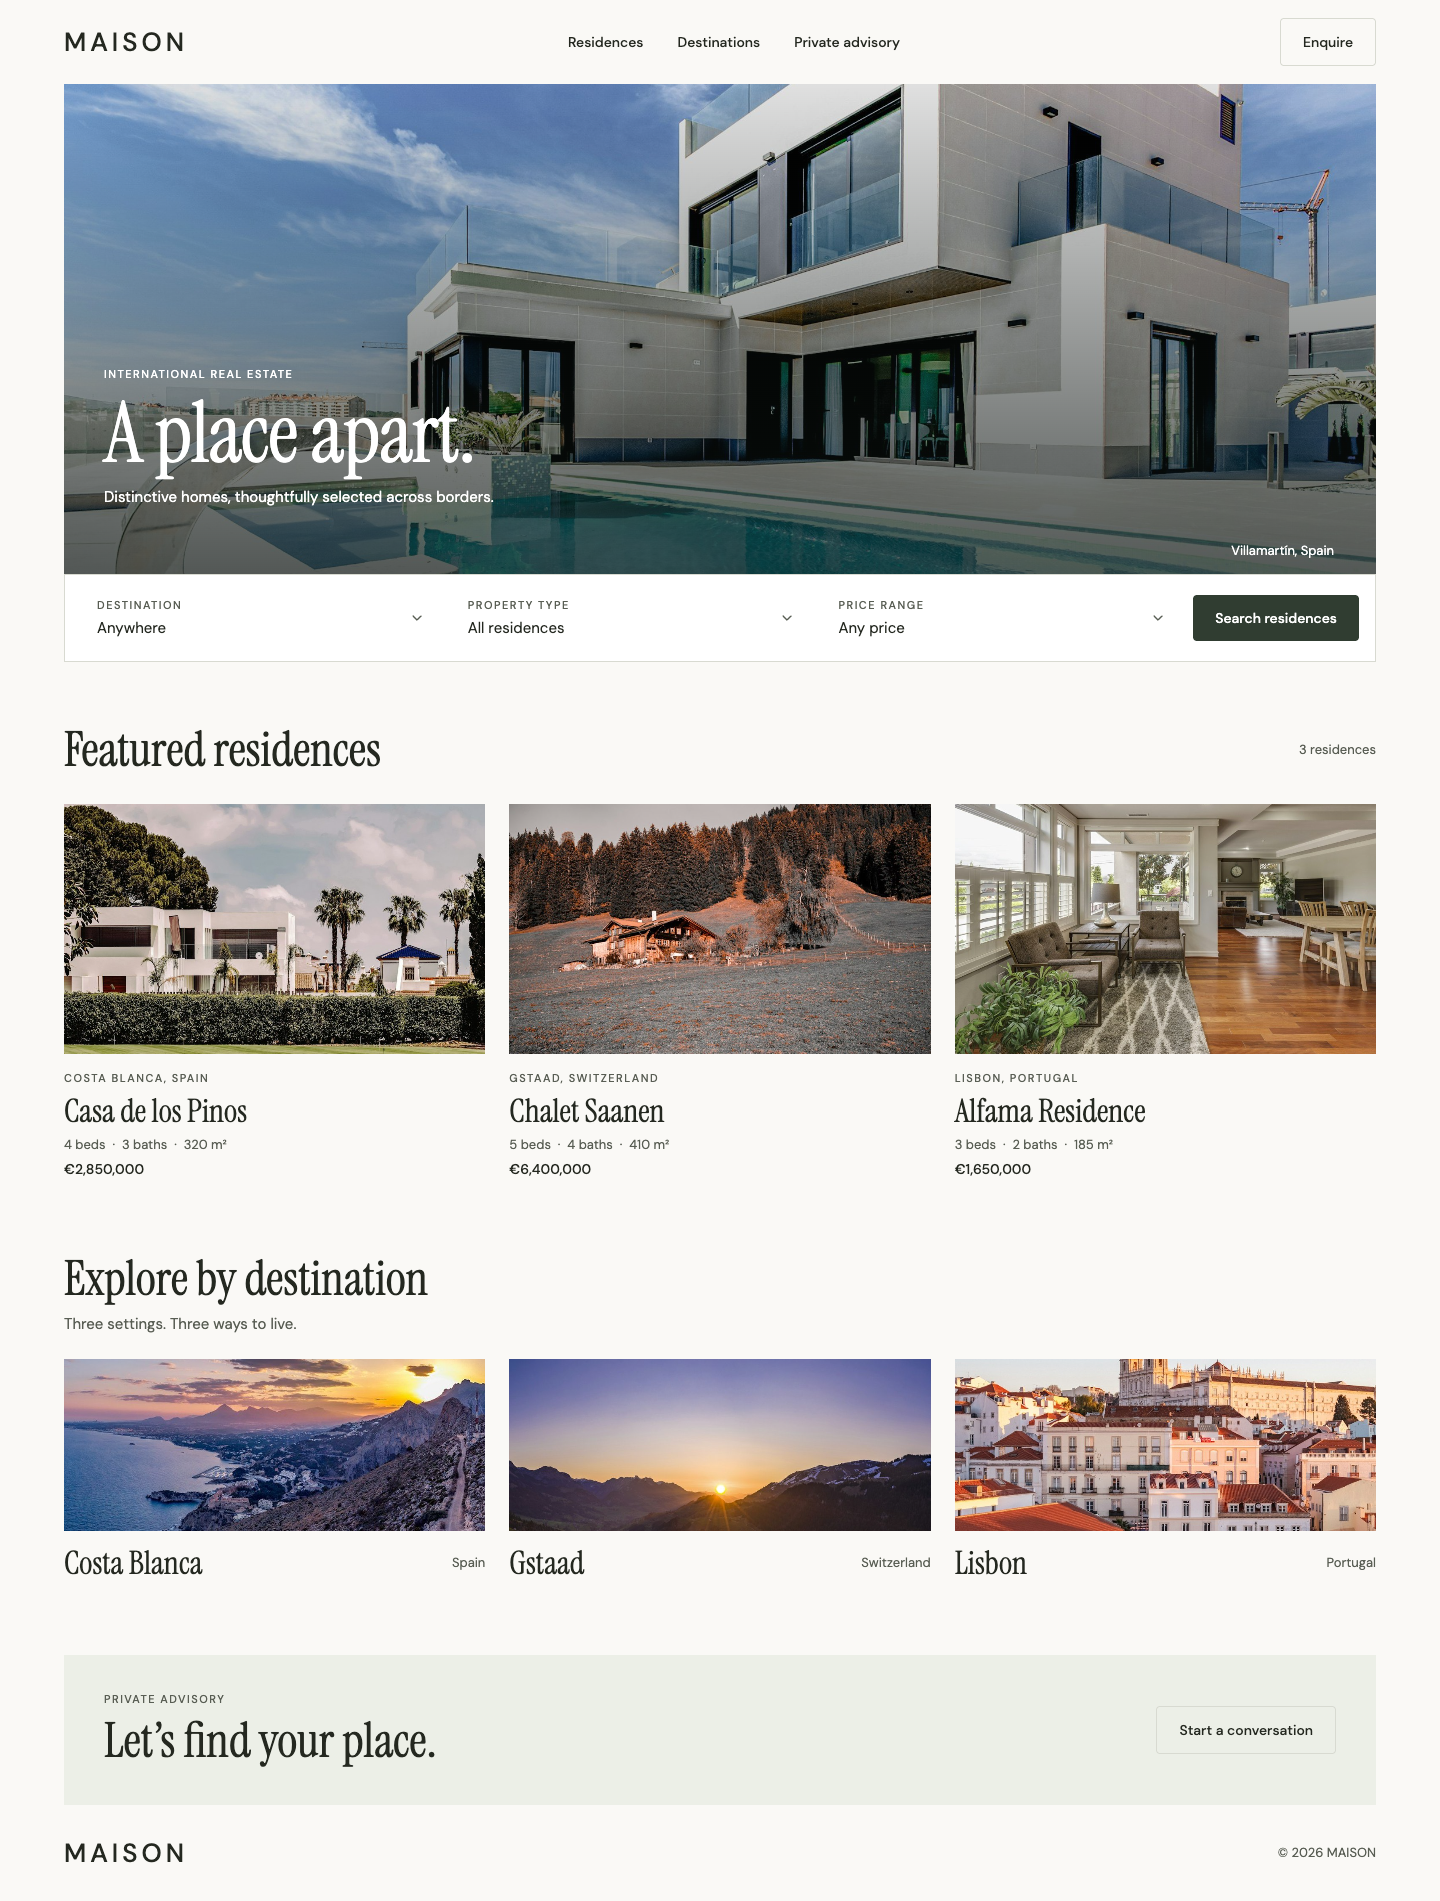 MAISON
Residences
Destinations
Private advisory
Enquire
INTERNATIONAL REAL ESTATE
A place apart.
Distinctive homes, thoughtfully selected across borders.
Villamartín, Spain
DESTINATION
Anywhere
PROPERTY TYPE
All residences
PRICE RANGE
Any price
Search residences
Featured residences
3 residences
COSTA BLANCA, SPAIN
Casa de los Pinos
4 beds · 3 baths · 320 m²
€2,850,000
GSTAAD, SWITZERLAND
Chalet Saanen
5 beds · 4 baths · 410 m²
€6,400,000
LISBON, PORTUGAL
Alfama Residence
3 beds · 2 baths · 185 m²
€1,650,000
Explore by destination
Three settings. Three ways to live.
Costa Blanca
Spain
Gstaad
Switzerland
Lisbon
Portugal
PRIVATE ADVISORY
Let’s find your place.
Start a conversation
MAISON
© 2026 MAISON